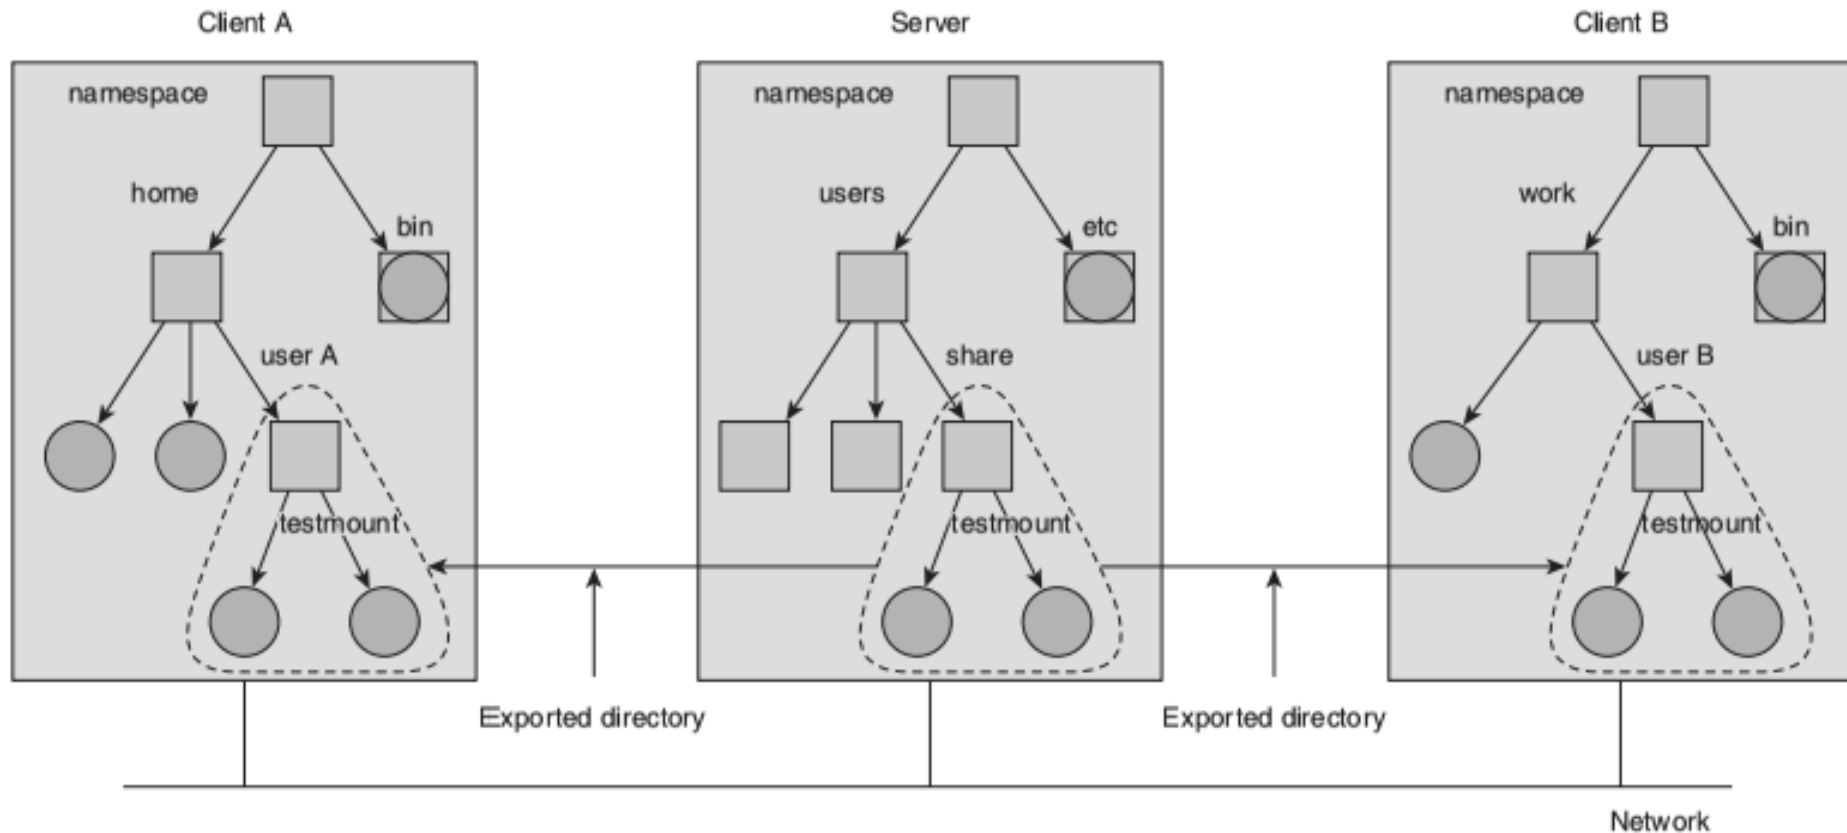 Client A
Server
Client B
namespace
home
bin
user A
testmount
namespace
users
etc
share
testmount
namespace
work
bin
user B
testmount
Exported directory
Exported directory
Network